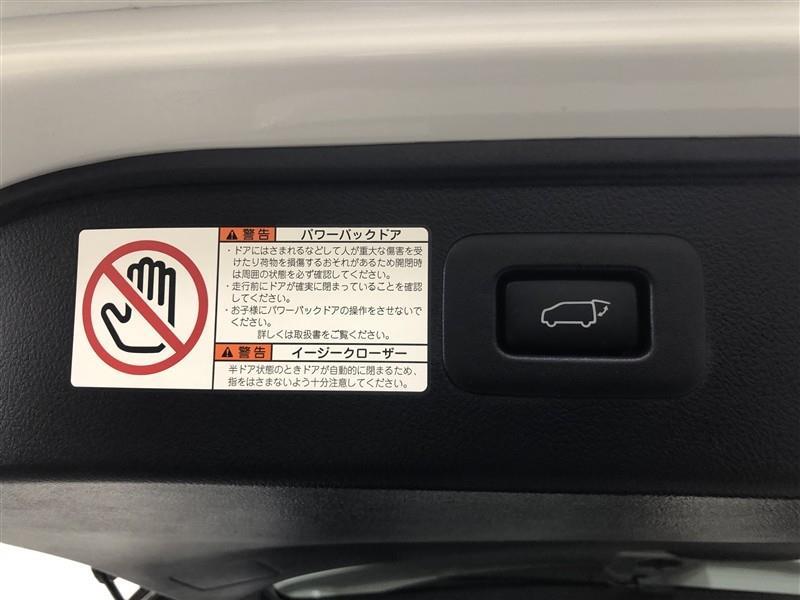 警告 パワーバックドア
・ドアにはさまれるなどして人が重大な傷害を受
けたり荷物を損傷するおそれがあるため開閉時
は周囲の状態を必ず確認してください。
・走行前にドアが確実に閉まっていることを確認
してください。
・お子様にパワーバックドアの操作をさせないで
ください。
詳しくは取扱書をご覧ください。
警告 イージークローザー
半ドア状態のときドアが自動的に閉まるため、
指をはさまないよう十分注意してください。